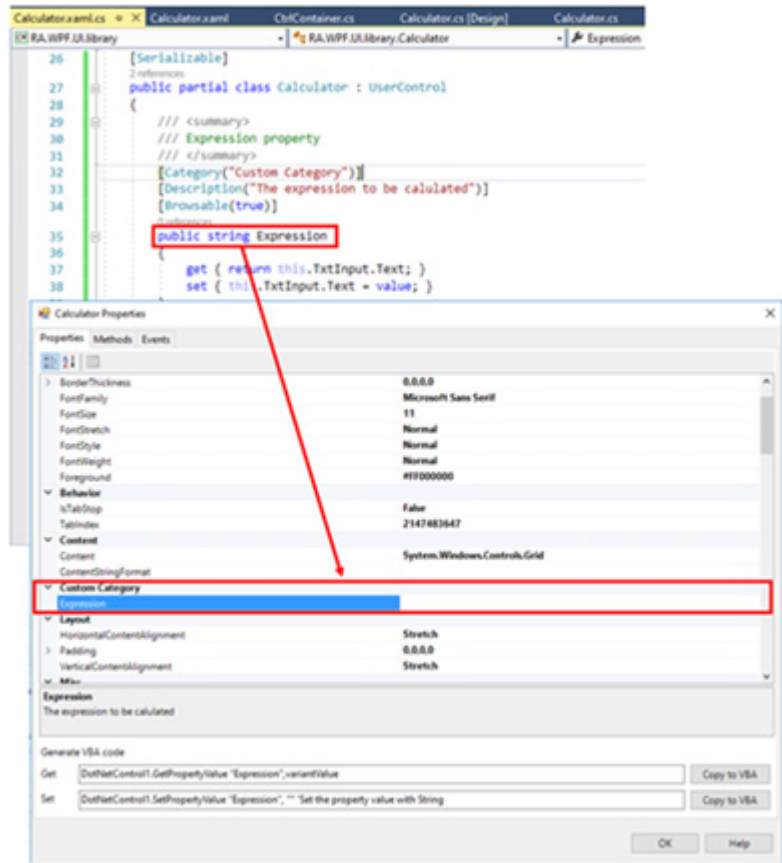 Calculator.xaml.cs Calculator.xaml CtrlContainer.cs Calculator.cs [Design] Calculator.cs
RA.WPF.UI.library RA.WPF.UI.library.Calculator Expression
26 [Serializable]
2 references
27 public partial class Calculator : UserControl
28 {
29 /// <summary>
30 /// Expression property
31 /// </summary>
32 [Category("Custom Category")]
33 [Description("The expression to be calulated")]
34 [Browsable(true)]
0 references
35 public string Expression
36 {
37 get { return this.TxtInput.Text; }
38 set { this.TxtInput.Text = value; }
Calculator Properties
Properties Methods Events
BorderThickness 0.0.0.0
FontFamily Microsoft Sans Serif
FontSize 11
FontStretch Normal
FontStyle Normal
FontWeight Normal
Foreground #FF000000
Behavior
IsTabStop False
TabIndex 2147483647
Content
Content System.Windows.Controls.Grid
ContentStringFormat
Custom Category
Expression
Layout
HorizontalContentAlignment Stretch
Padding 0.0.0.0
VerticalContentAlignment Stretch
Misc
Expression
The expression to be calulated
Generate VBA code
Get DotNetControl1.GetPropertyValue "Expression",variantValue Copy to VBA
Set DotNetControl1.SetPropertyValue "Expression", "" 'Set the property value with String Copy to VBA
OK Help